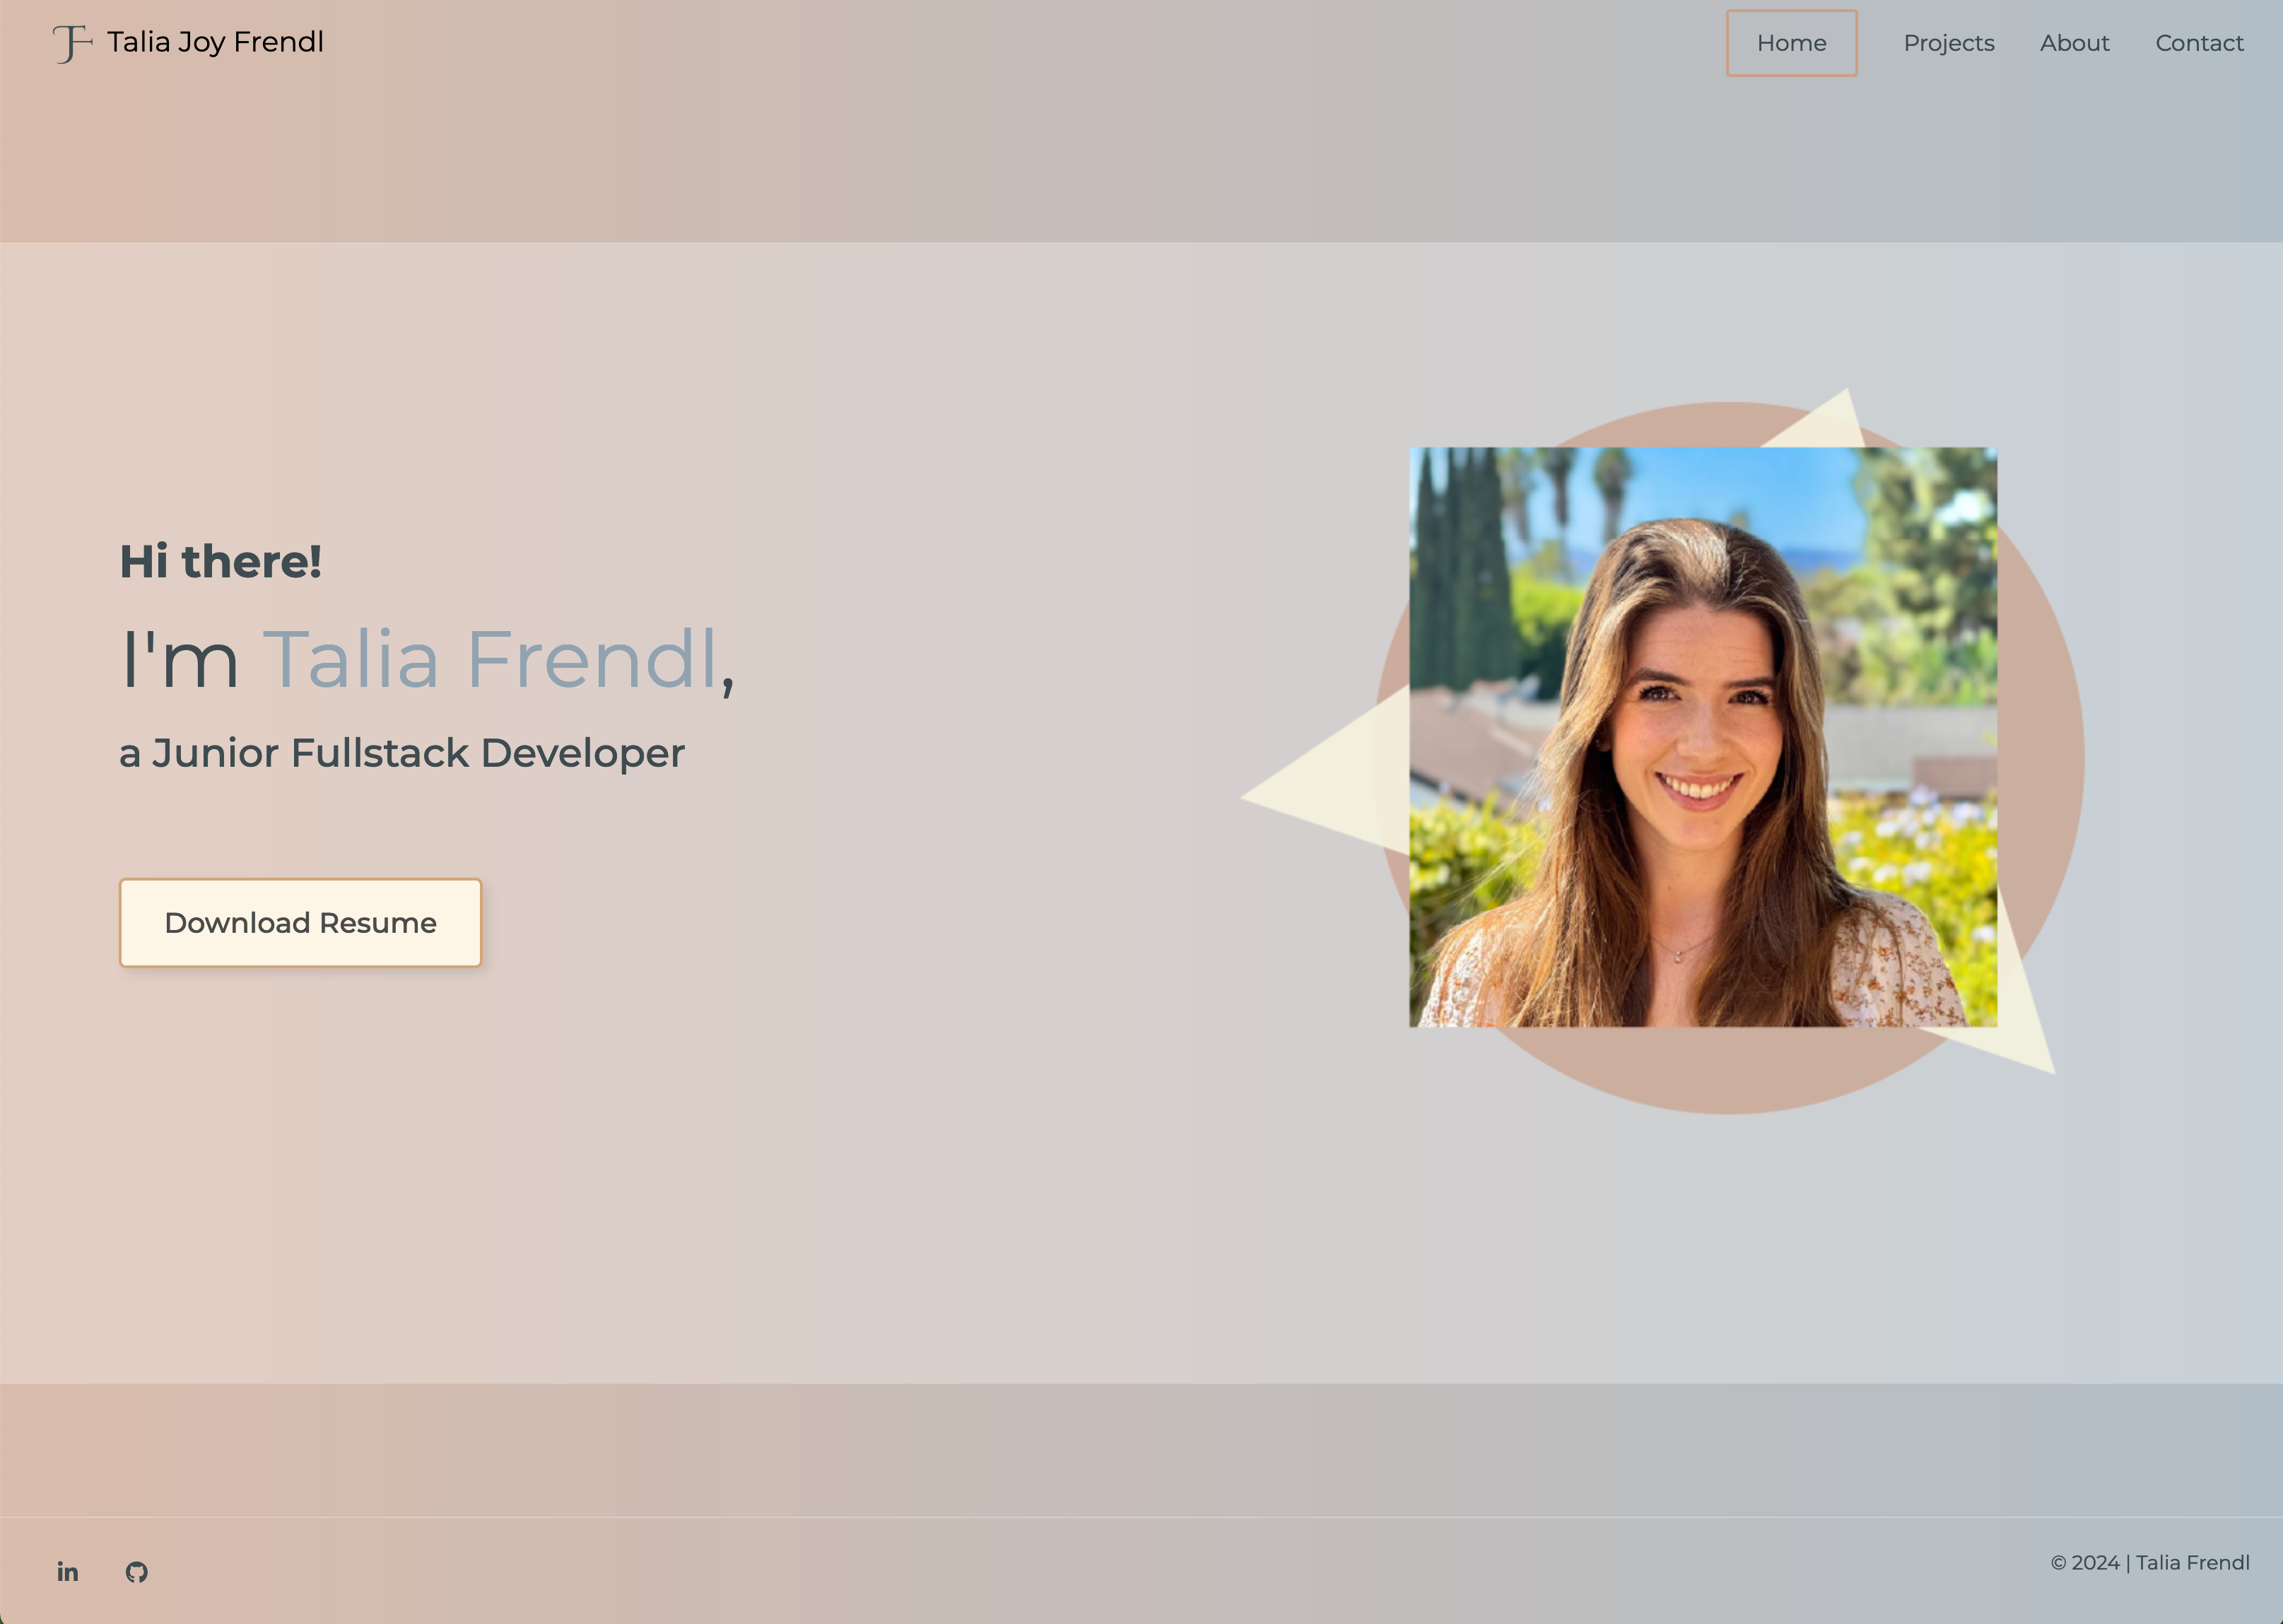 JF Talia Joy Frendl
Home Projects About Contact
Hi there!
I'm Talia Frendl,
a Junior Fullstack Developer
Download Resume
in
© 2024 | Talia Frendl